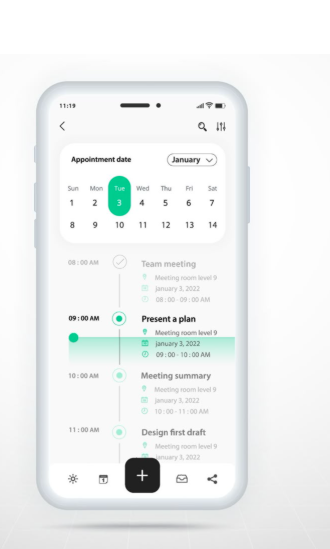 11:19
Appointment date
January
Sun Mon Tue Wed Thu Fri Sat
1 2 3 4 5 6 7
8 9 10 11 12 13 14
08 : 00 AM
Team meeting
Meeting room level 9
january 3, 2022
08 : 00 - 09 : 00 AM
09 : 00 AM
Present a plan
Meeting room level 9
january 3, 2022
09 : 00 - 10 : 00 AM
10 : 00 AM
Meeting summary
Meeting room level 9
january 3, 2022
10 : 00 - 11 : 00 AM
11 : 00 AM
Design first draft
Meeting room level 9
january 3, 2022